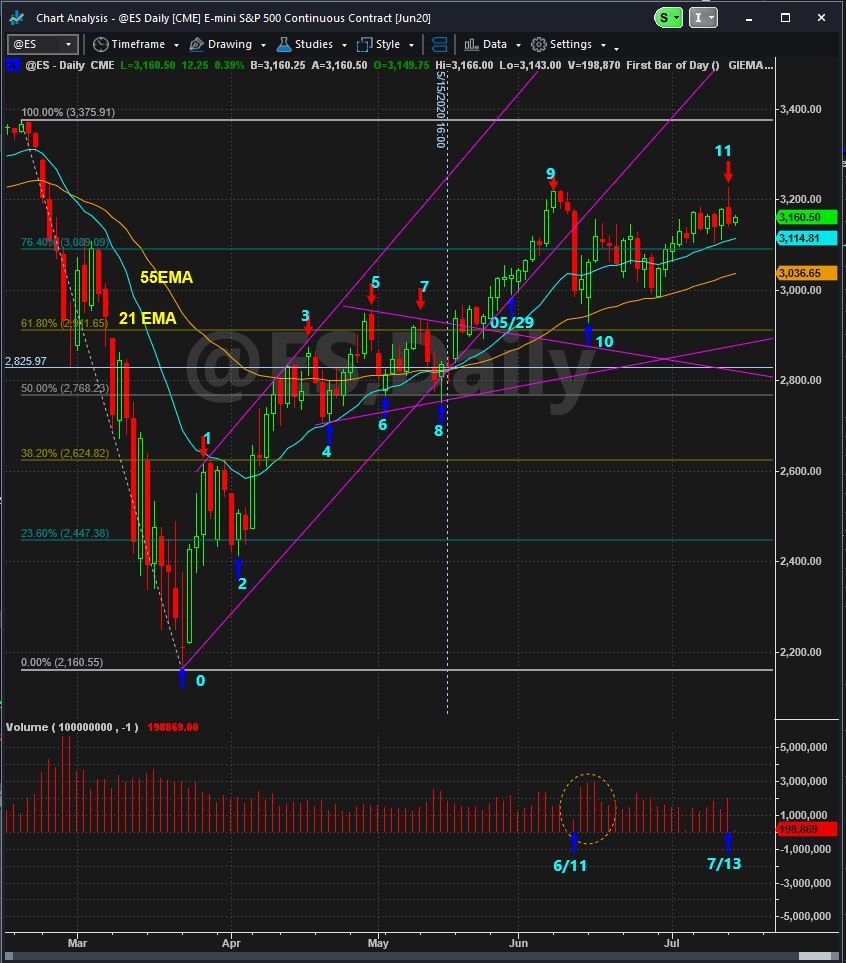 Chart Analysis - @ES Daily [CME] E-mini S&P 500 Continuous Contract [Jun20]
S
I
@ES
Timeframe
Drawing
Studies
Style
Data
Settings
A @ES - Daily CME L=3,160.50 12.25 0.39% B=3,160.25 A=3,160.50 O=3,149.75 Hi=3,166.00 Lo=3,143.00 V=198,870 First Bar of Day () GIEMA...
5/15/2020 16:00
100.00% (3,375.91)
3,400.00
11
9
3,200.00
3,160.50
3,114.81
76.40% (3,089.09)
55EMA
3,036.65
5
7
3,000.00
3
21 EMA
05/29
61.80% (2,911.65)
10
@ES,Daily
2,825.97
50.00% (2,768.23)
2,800.00
6
8
1
4
38.20% (2,624.82)
2,600.00
23.60% (2,447.38)
2,400.00
2
0.00% (2,160.55)
2,200.00
0
Volume ( 100000000 , -1 ) 198869.00
5,000,000
3,000,000
1,000,000
198,869
-1,000,000
6/11
7/13
-3,000,000
-5,000,000
Mar
Apr
May
Jun
Jul